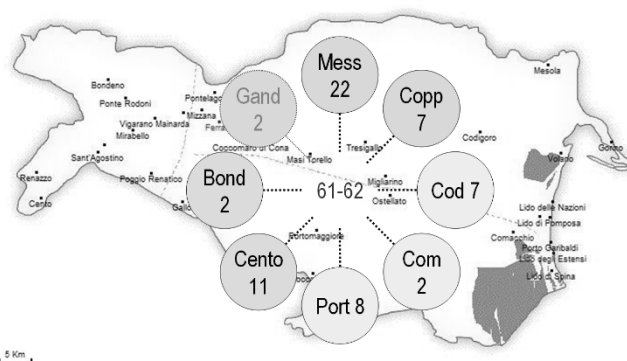 Mess
22
Gand
2
Copp
7
Mesola
Bondeno
Ponte Rodoni
Pontelago
Mizzana
Vigarano Mainarda
Ferra
Mirabello
Coccomaro di Cona
Tresigallo
Codigoro
Gorino
Sant'Agostino
Masi Torello
Volano
Renazzo
Poggio Renatico
Migliarino
Cento
Bond
2
61-62
Ostellato
Cod 7
Lido delle Nazioni
Lido di Pomposa
Portomaggiore
Comacchio
Porto Garibaldi
Lido degli Estensi
Lido di Spina
Cento
11
Port 8
Com
2
5 Km